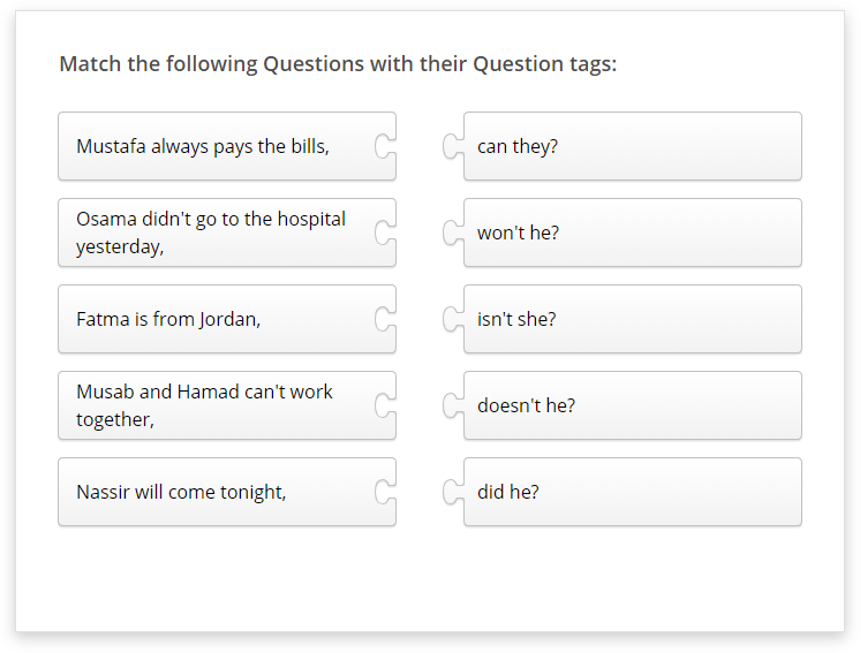 Match the following Questions with their Question tags:
Mustafa always pays the bills,
can they?
Osama didn't go to the hospital
yesterday,
won't he?
Fatma is from Jordan,
isn't she?
Musab and Hamad can't work
together,
doesn't he?
Nassir will come tonight,
did he?